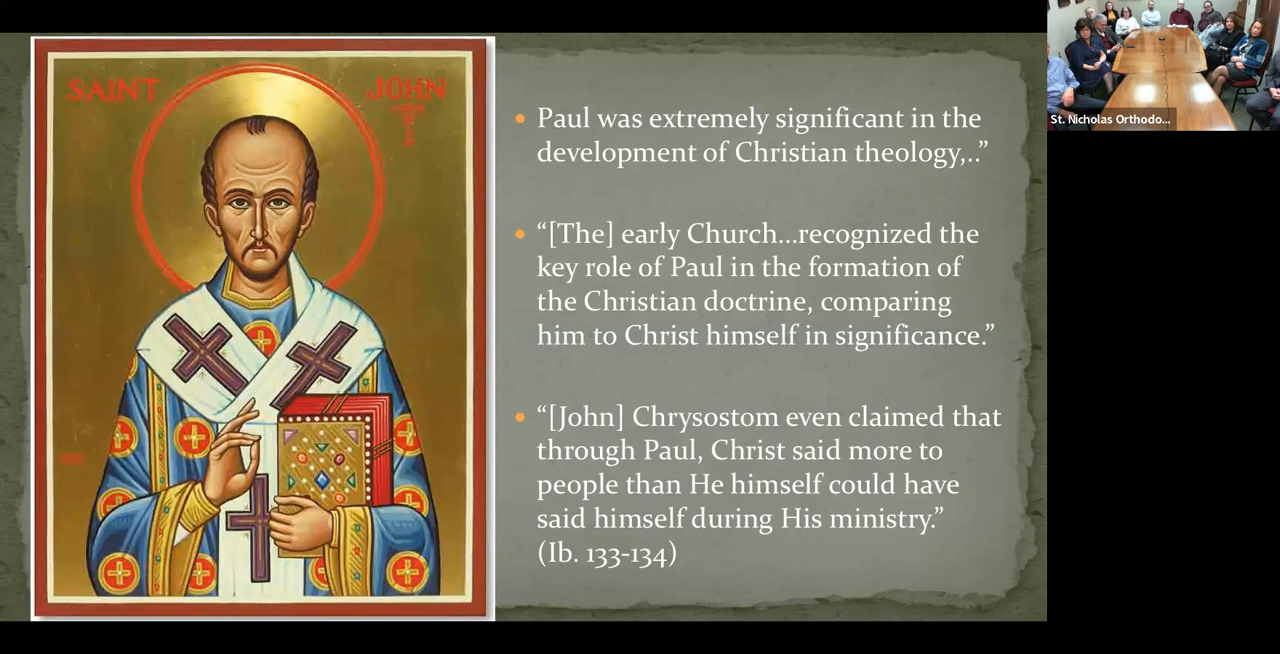 SAINT JOHN
• Paul was extremely significant in the
development of Christian theology,..”
• “[The] early Church...recognized the
key role of Paul in the formation of
the Christian doctrine, comparing
him to Christ himself in significance.”
• “[John] Chrysostom even claimed that
through Paul, Christ said more to
people than He himself could have
said himself during His ministry.”
(Ib. 133-134)
St. Nicholas Orthodo...